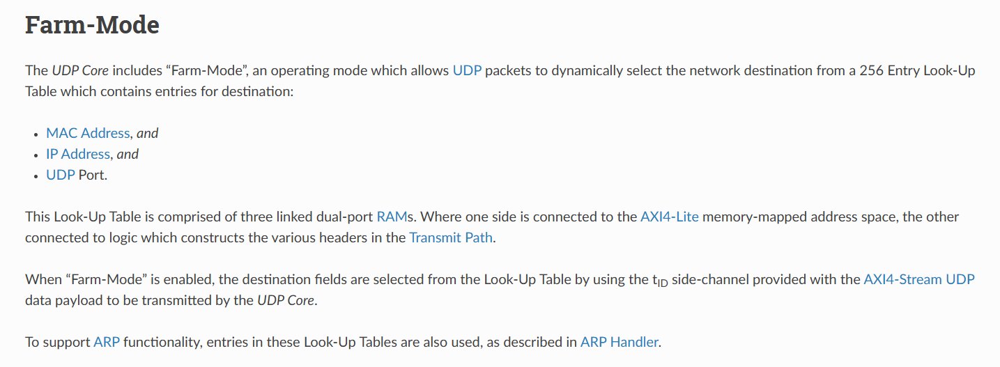 Farm-Mode
The UDP Core includes “Farm-Mode”, an operating mode which allows UDP packets to dynamically select the network destination from a 256 Entry Look-Up
Table which contains entries for destination:
• MAC Address, and
• IP Address, and
• UDP Port.
This Look-Up Table is comprised of three linked dual-port RAMs. Where one side is connected to the AXI4-Lite memory-mapped address space, the other
connected to logic which constructs the various headers in the Transmit Path.
When “Farm-Mode” is enabled, the destination fields are selected from the Look-Up Table by using the tID side-channel provided with the AXI4-Stream UDP
data payload to be transmitted by the UDP Core.
To support ARP functionality, entries in these Look-Up Tables are also used, as described in ARP Handler.